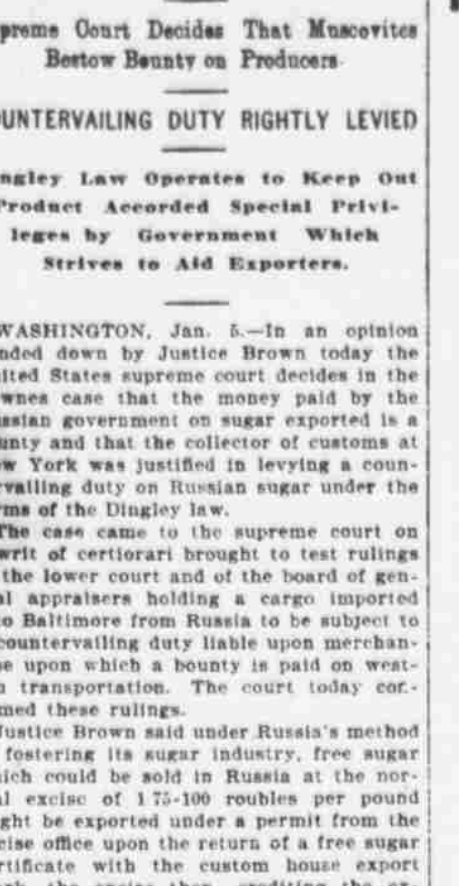 preme Court Decides That Muscovites
Bestow Bounty on Producers
OUNTERVAILING DUTY RIGHTLY LEVIED
ngley Law Operates to Keep Out
Product Accorded Special Privi-
leges by Government Which
Strives to Aid Exporters.
WASHINGTON, Jan. 5.—In an opinion
nded down by Justice Brown today the
ited States supreme court decides in the
wnes case that the money paid by the
ussian government on sugar exported is a
unty and that the collector of customs at
w York was justified in levying a coun-
rvailing duty on Russian sugar under the
rms of the Dingley law.
The case came to the supreme court on
writ of certiorari brought to test rulings
the lower court and of the board of gen-
al appraisers holding a cargo imported
to Baltimore from Russia to be subject to
countervailing duty liable upon merchan-
se upon which a bounty is paid on west-
n transportation. The court today con-
med these rulings.
Justice Brown said under Russia's method
fostering its sugar industry, free sugar
hich could be sold in Russia at the nor-
al excise of 1 75-100 roubles per pound
ght be exported under a permit from the
cise office upon the return of a free sugar
rtificate with the custom house export
the excise then crediting the